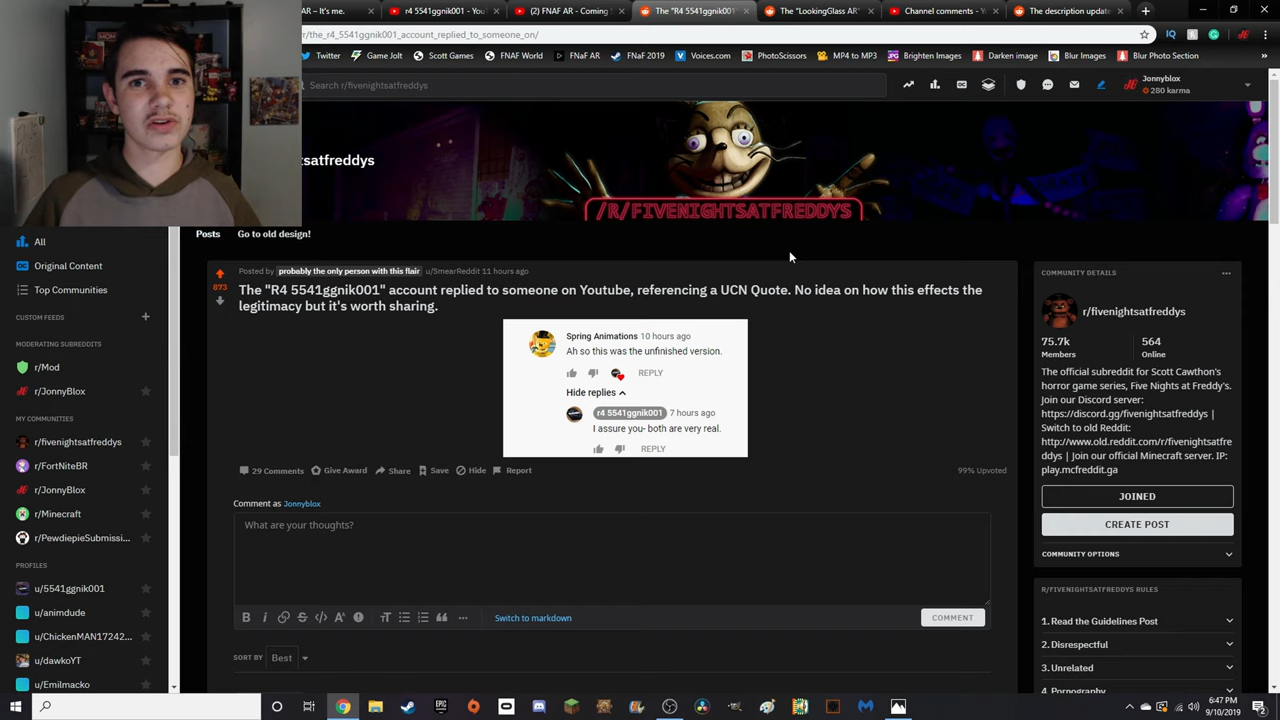 AR – It's me.
r4 5541ggnik001 - You
(2) FNAF AR - Coming
The "R4 5541ggnik001"
The "LookingGlass AR"
Channel comments - Yo
The description update
/the_r4_5541ggnik001_account_replied_to_someone_on/
Twitter
Game Jolt
Scott Games
FNAF World
FNaF AR
FNAF 2019
Voices.com
PhotoScissors
MP4 to MP3
Brighten Images
Darken image
Blur Images
Blur Photo Section
Search r/fivenightsatfreddys
Jonnyblox
280 karma
satfreddys
/R/FIVENIGHTSATFREDDYS
Posts
Go to old design!
All
Original Content
Top Communities
CUSTOM FEEDS
MODERATING SUBREDDITS
r/Mod
r/JonnyBlox
MY COMMUNITIES
r/fivenightsatfreddys
r/FortNiteBR
r/JonnyBlox
r/Minecraft
r/PewdiepieSubmissi...
PROFILES
u/5541ggnik001
u/animdude
u/ChickenMAN17242...
u/dawkoYT
u/Emilmacko
873
Posted by probably the only person with this flair u/SmearReddit 11 hours ago
The "R4 5541ggnik001" account replied to someone on Youtube, referencing a UCN Quote. No idea on how this effects the
legitimacy but it's worth sharing.
Spring Animations 10 hours ago
Ah so this was the unfinished version.
REPLY
Hide replies
r4 5541ggnik001 7 hours ago
I assure you- both are very real.
REPLY
29 Comments Give Award Share Save Hide Report
99% Upvoted
Comment as Jonnyblox
What are your thoughts?
Switch to markdown
COMMENT
SORT BY Best
COMMUNITY DETAILS
r/fivenightsatfreddys
75.7k 564
Members Online
The official subreddit for Scott Cawthon's
horror game series, Five Nights at Freddy's.
Join our Discord server:
https://discord.gg/fivenightsatfreddys |
Switch to old Reddit:
http://www.old.reddit.com/r/fivenightsatfre
ddys | Join our official Minecraft server. IP:
play.mcfreddit.ga
JOINED
CREATE POST
COMMUNITY OPTIONS
R/FIVENIGHTSATFREDDYS RULES
1. Read the Guidelines Post
2. Disrespectful
3. Unrelated
4. Pornography
6:47 PM
9/10/2019